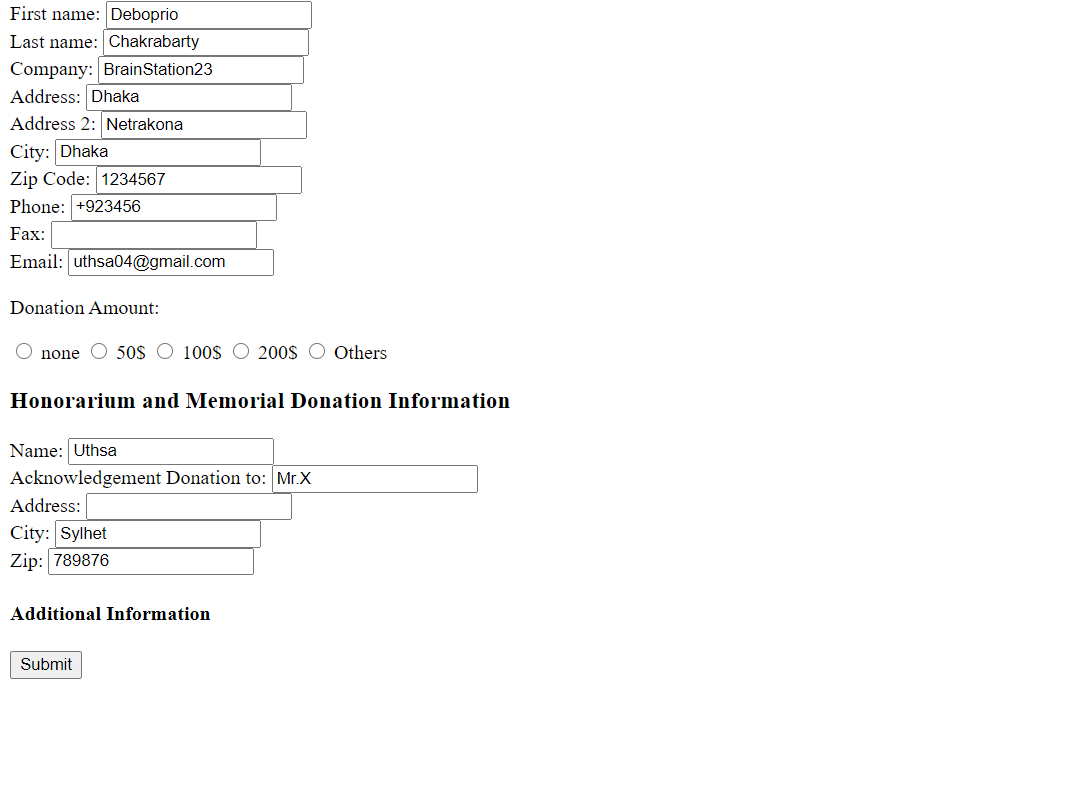 First name: Deboprio
Last name: Chakrabarty
Company: BrainStation23
Address: Dhaka
Address 2: Netrakona
City: Dhaka
Zip Code: 1234567
Phone: +923456
Fax:
Email: uthsa04@gmail.com
Donation Amount:
none 50$ 100$ 200$ Others
Honorarium and Memorial Donation Information
Name: Uthsa
Acknowledgement Donation to: Mr.X
Address:
City: Sylhet
Zip: 789876
Additional Information
Submit